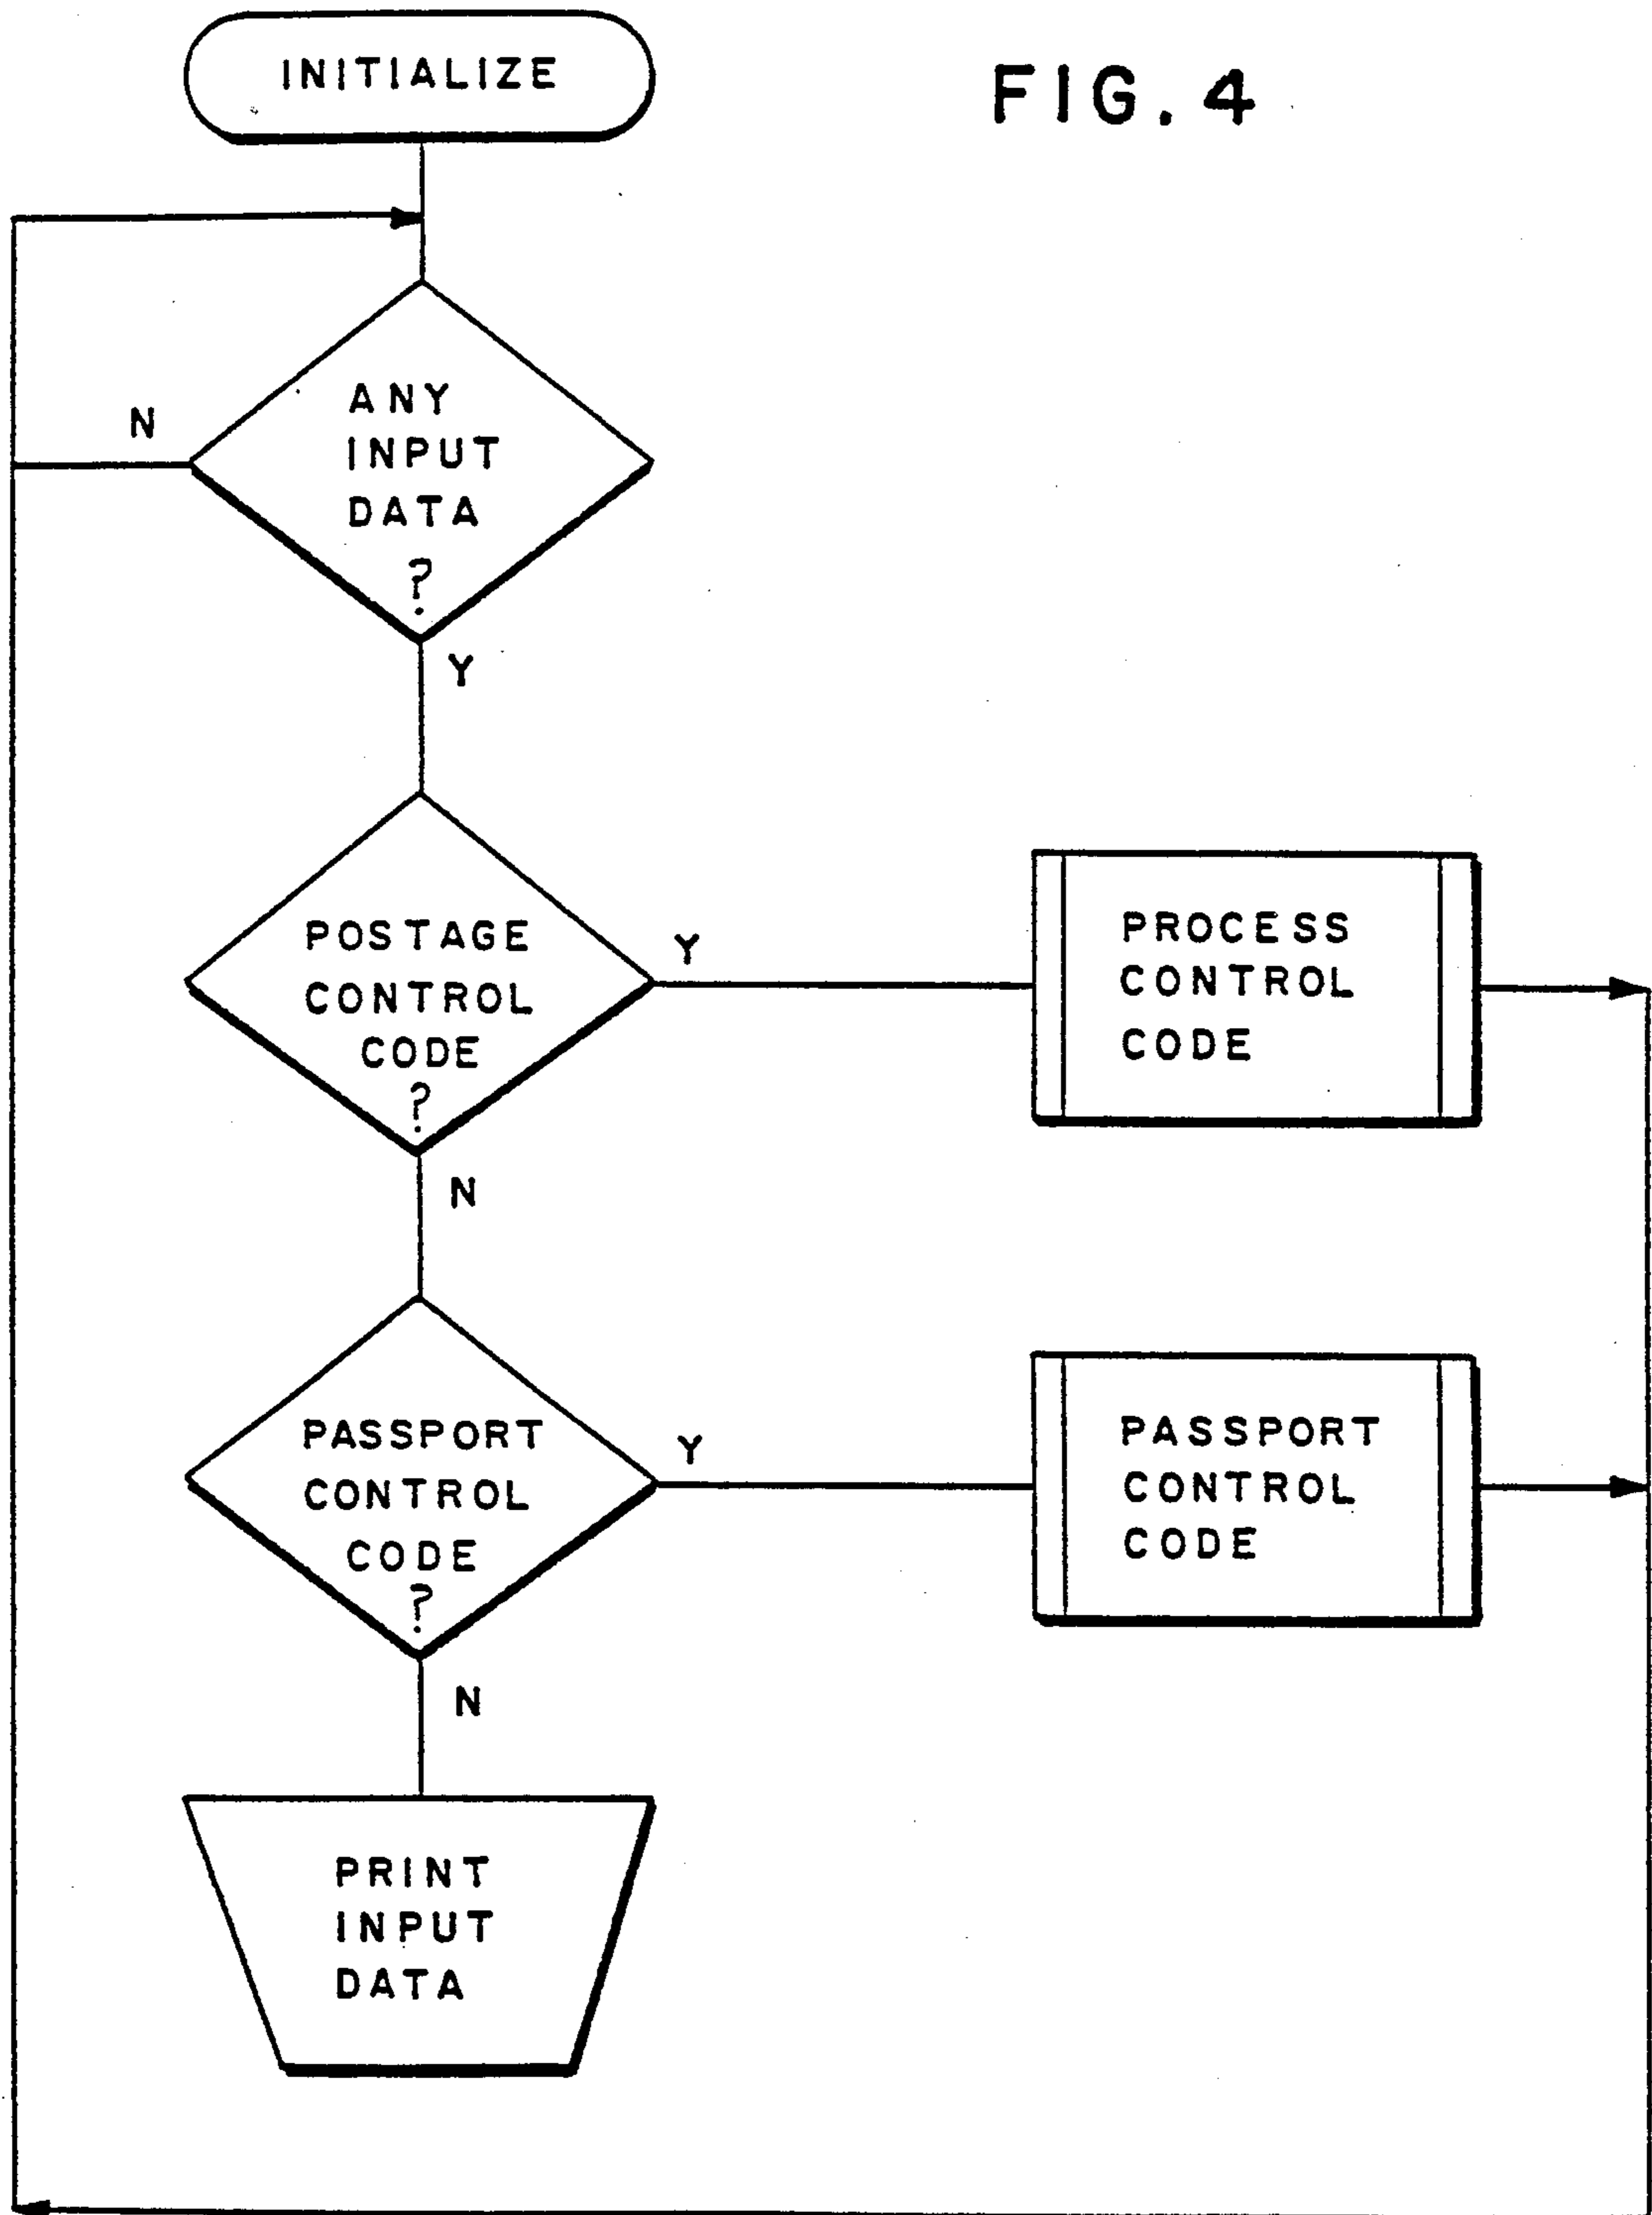 INITIALIZE
FIG. 4
ANY
INPUT
DATA
?
N
Y
POSTAGE
CONTROL
CODE
?
Y
N
PROCESS
CONTROL
CODE
PASSPORT
CONTROL
CODE
?
Y
N
PASSPORT
CONTROL
CODE
PRINT
INPUT
DATA